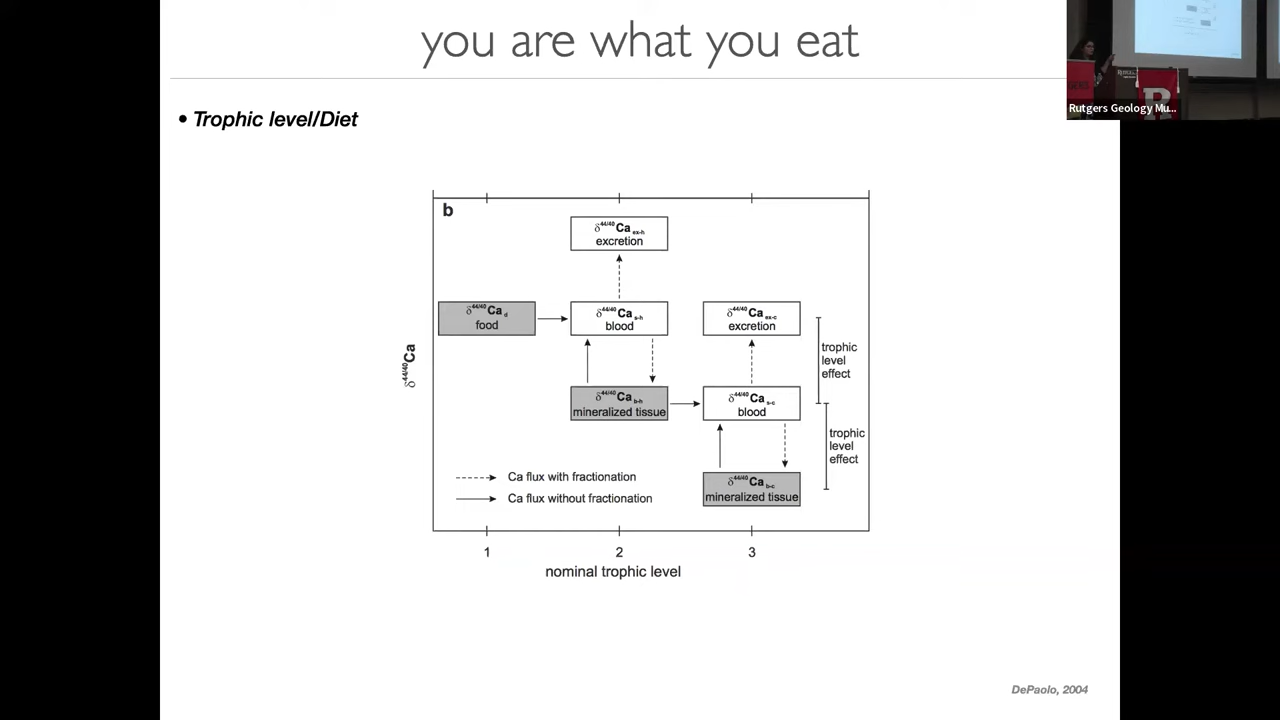 you are what you eat
Rutgers Geology Mu...
• Trophic level/Diet
b
δ44/40Ca ex-h
excretion
δ44/40Ca d
food
δ44/40Ca s-h
blood
δ44/40Ca ex-c
excretion
trophic
level
effect
δ44/40Ca
δ44/40Ca b-h
mineralized tissue
δ44/40Ca s-c
blood
trophic
level
effect
Ca flux with fractionation
Ca flux without fractionation
δ44/40Ca b-c
mineralized tissue
1 2 3
nominal trophic level
DePaolo, 2004